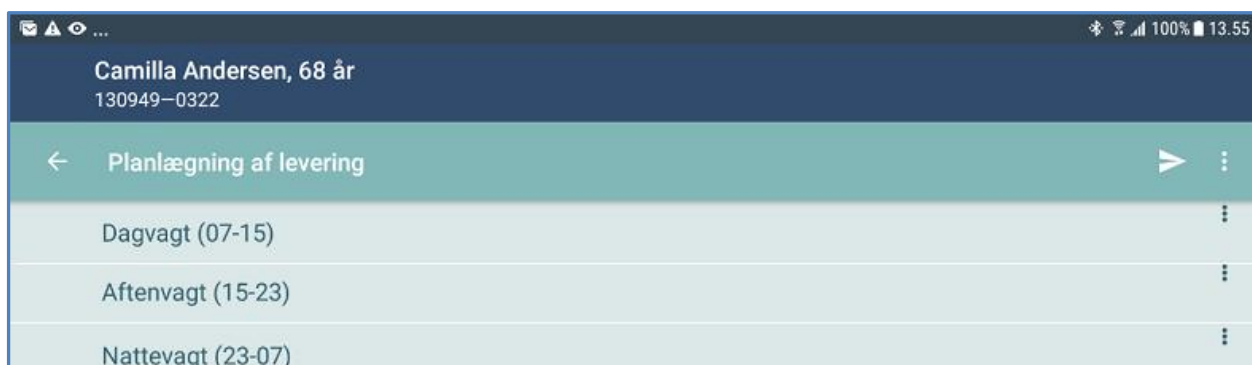 ... 100% 13.55
Camilla Andersen, 68 år
130949–0322
Planlægning af levering
Dagvagt (07-15)
Aftenvagt (15-23)
Nattevagt (23-07)